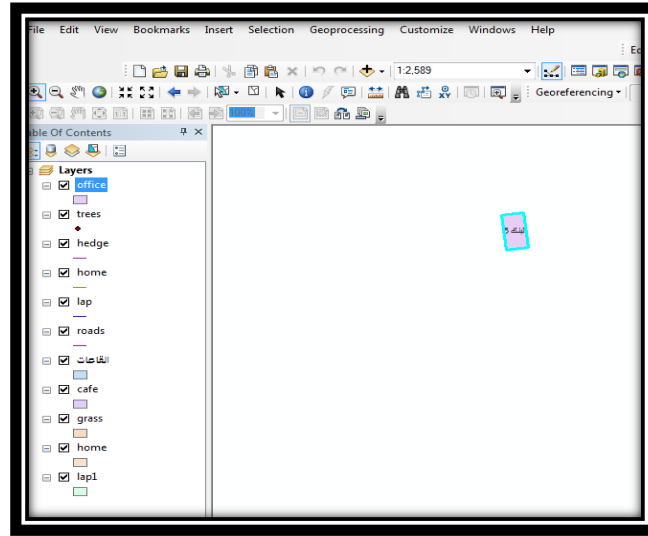 File Edit View Bookmarks Insert Selection Geoprocessing Customize Windows Help
1:2,589
Georeferencing
100%
able Of Contents
Layers
office
trees
hedge
home
lap
roads
القاعات
cafe
grass
home
lap1